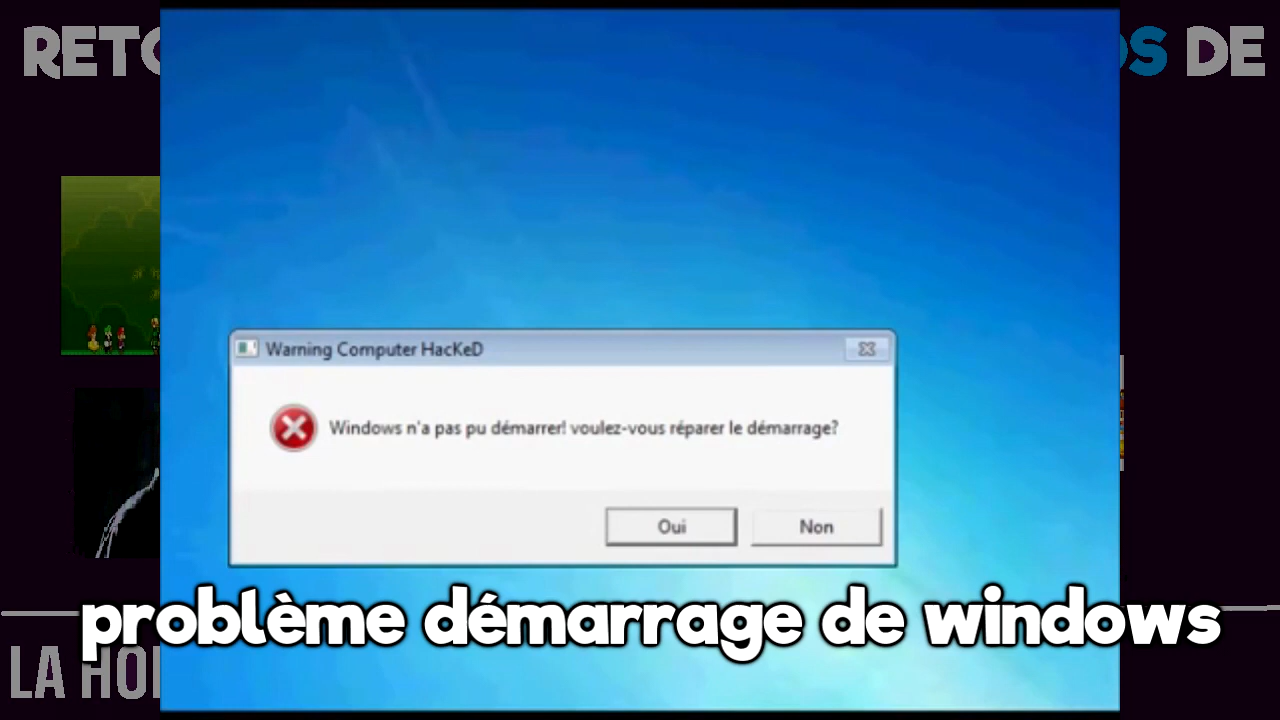 RETO
S DE
Warning Computer HacKeD
Windows n'a pas pu démarrer! voulez-vous réparer le démarrage?
Oui
Non
problème démarrage de windows
LA HO